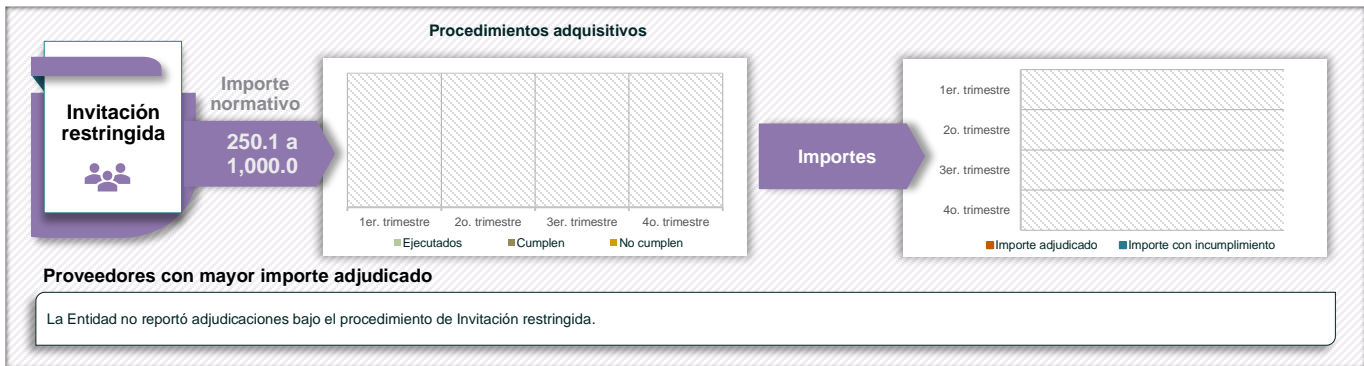 Procedimientos adquisitivos
Invitación
restringida
Importe
normativo
250.1 a
1,000.0
1er. trimestre
2o. trimestre
3er. trimestre
4o. trimestre
Ejecutados
Cumplen
No cumplen
Importes
1er. trimestre
2o. trimestre
3er. trimestre
4o. trimestre
Importe adjudicado
Importe con incumplimiento
Proveedores con mayor importe adjudicado
La Entidad no reportó adjudicaciones bajo el procedimiento de Invitación restringida.